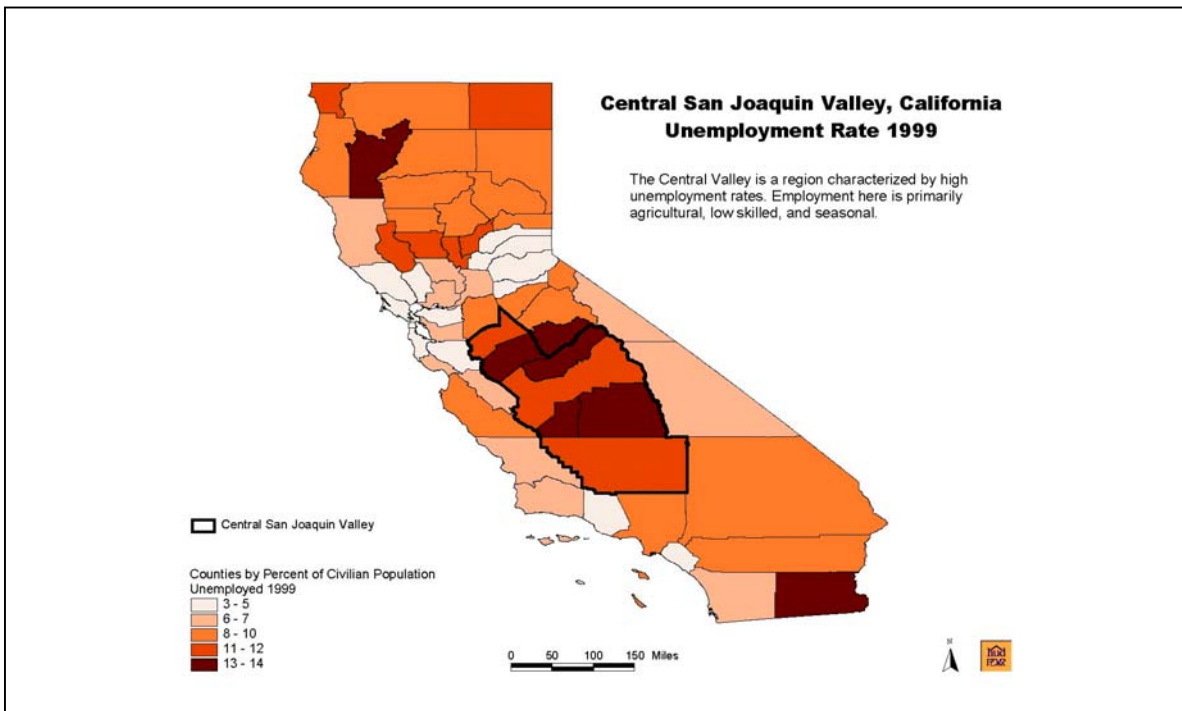 Central San Joaquin Valley, California
Unemployment Rate 1999
The Central Valley is a region characterized by high
unemployment rates. Employment here is primarily
agricultural, low skilled, and seasonal.
Central San Joaquin Valley
Counties by Percent of Civilian Population
Unemployed 1999
3 - 5
6 - 7
8 - 10
11 - 12
13 - 14
0 50 100 150 Miles
N